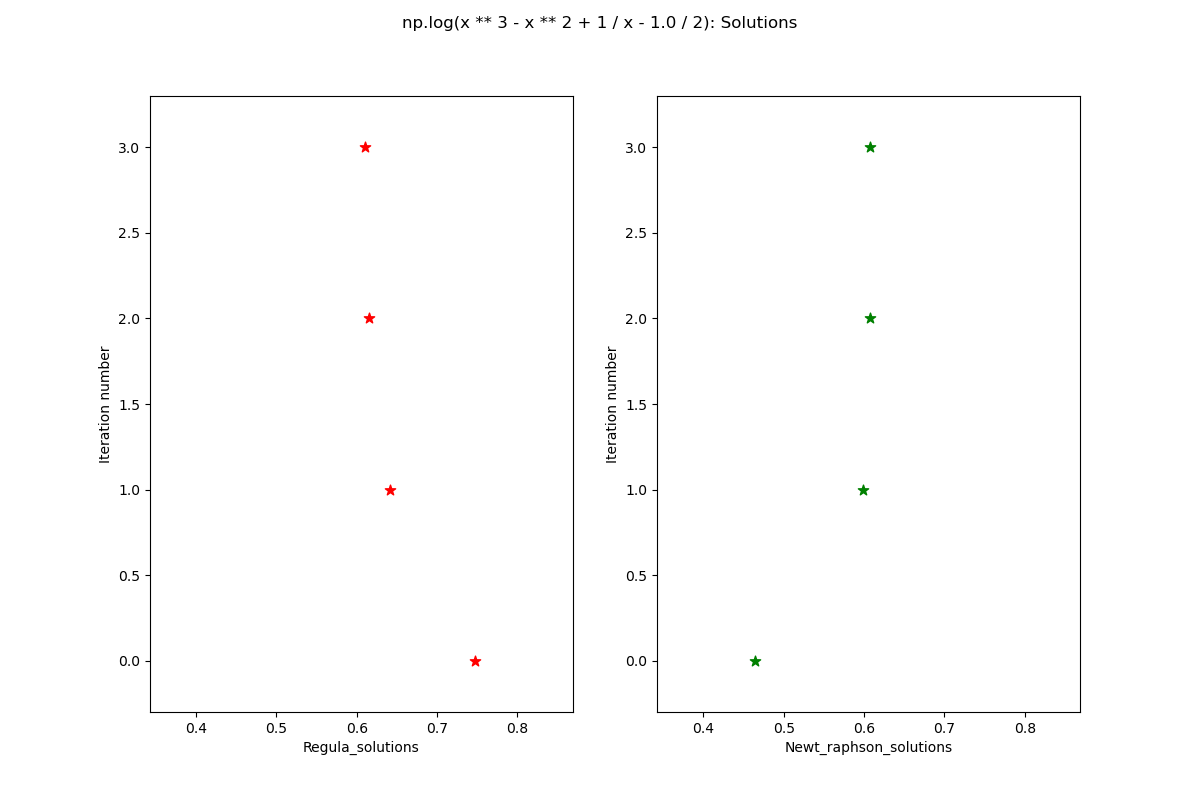 np.log(x ** 3 - x ** 2 + 1 / x - 1.0 / 2): Solutions
3.0
2.5
2.0
1.5
1.0
0.5
0.0
Iteration number
0.4 0.5 0.6 0.7 0.8
Regula_solutions
3.0
2.5
2.0
1.5
1.0
0.5
0.0
Iteration number
0.4 0.5 0.6 0.7 0.8
Newt_raphson_solutions